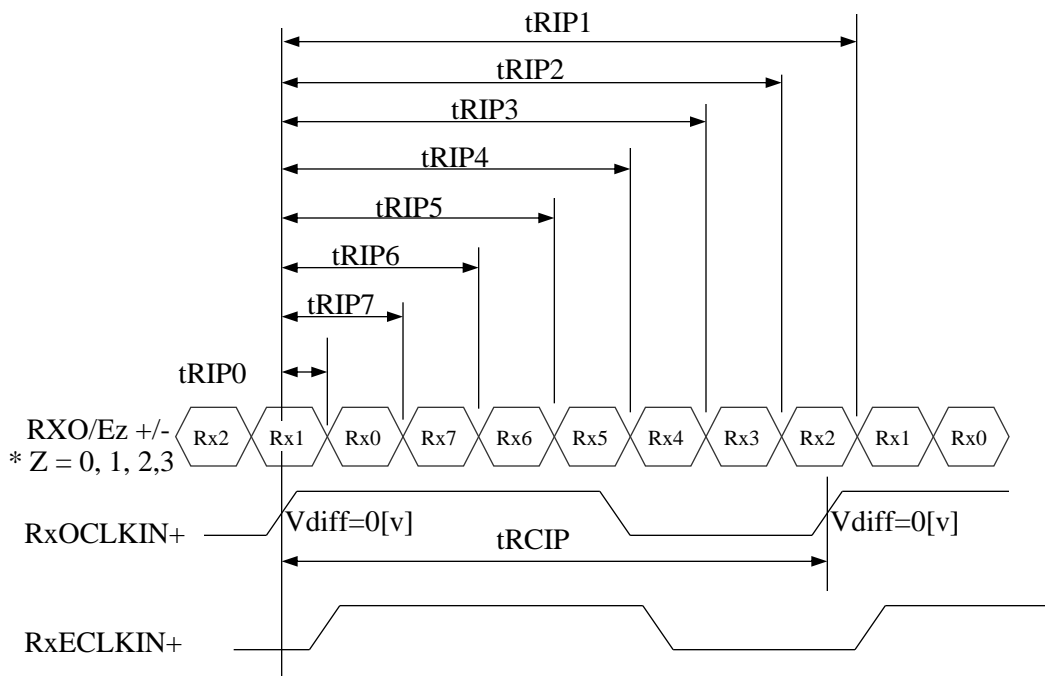 tRIP1
tRIP2
tRIP3
tRIP4
tRIP5
tRIP6
tRIP7
tRIP0
RXO/Ez +/-
Rx2 Rx1 Rx0 Rx7 Rx6 Rx5 Rx4 Rx3 Rx2 Rx1 Rx0
* Z = 0, 1, 2,3
RxOCLKIN+
Vdiff=0[v] Vdiff=0[v]
tRCIP
RxECLKIN+